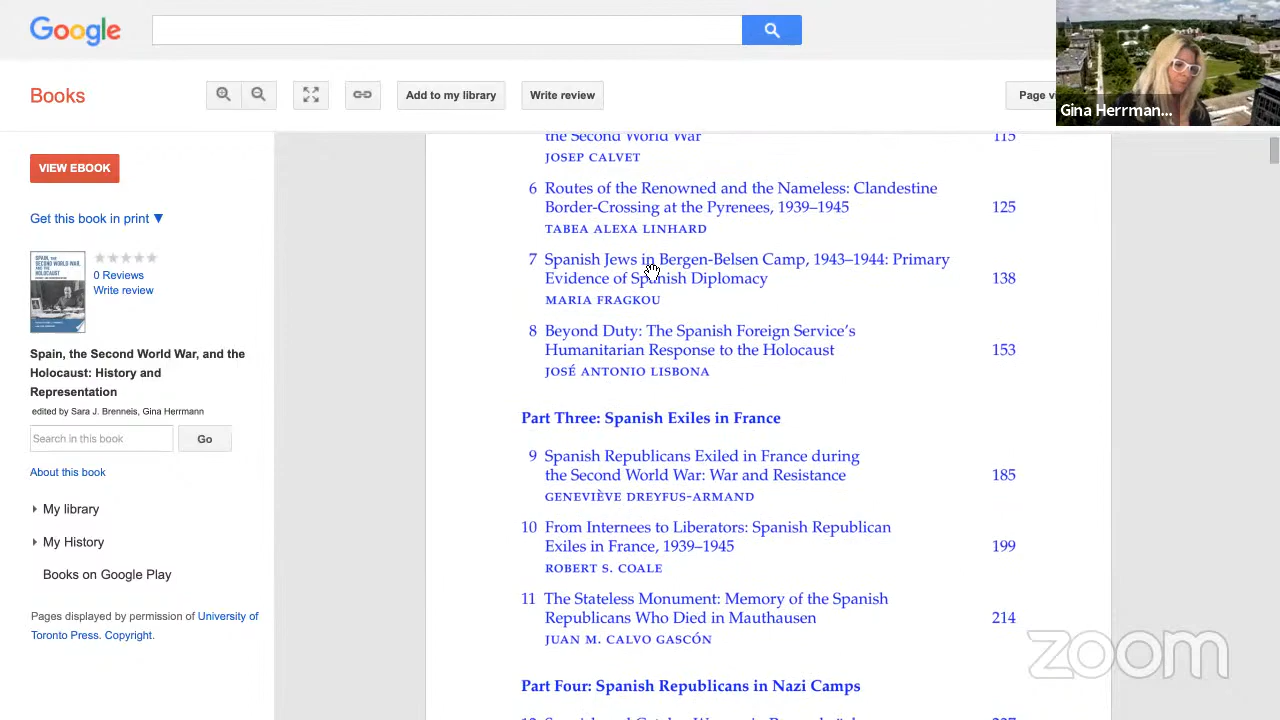 Google
Books
Add to my library
Write review
Page v
Gina Herrman...
VIEW EBOOK
Get this book in print ▼
0 Reviews
Write review
Spain, the Second World War, and the
Holocaust: History and
Representation
edited by Sara J. Brenneis, Gina Herrmann
Search in this book
Go
About this book
My library
My History
Books on Google Play
Pages displayed by permission of University of
Toronto Press. Copyright.
the Second World War 115
JOSEP CALVET
6 Routes of the Renowned and the Nameless: Clandestine
Border-Crossing at the Pyrenees, 1939–1945 125
TABEA ALEXA LINHARD
7 Spanish Jews in Bergen-Belsen Camp, 1943–1944: Primary
Evidence of Spanish Diplomacy 138
MARIA FRAGKOU
8 Beyond Duty: The Spanish Foreign Service's
Humanitarian Response to the Holocaust 153
JOSÉ ANTONIO LISBONA
Part Three: Spanish Exiles in France
9 Spanish Republicans Exiled in France during
the Second World War: War and Resistance 185
GENEVIÈVE DREYFUS-ARMAND
10 From Internees to Liberators: Spanish Republican
Exiles in France, 1939–1945 199
ROBERT S. COALE
11 The Stateless Monument: Memory of the Spanish
Republicans Who Died in Mauthausen 214
JUAN M. CALVO GASCÓN
Part Four: Spanish Republicans in Nazi Camps
zoom